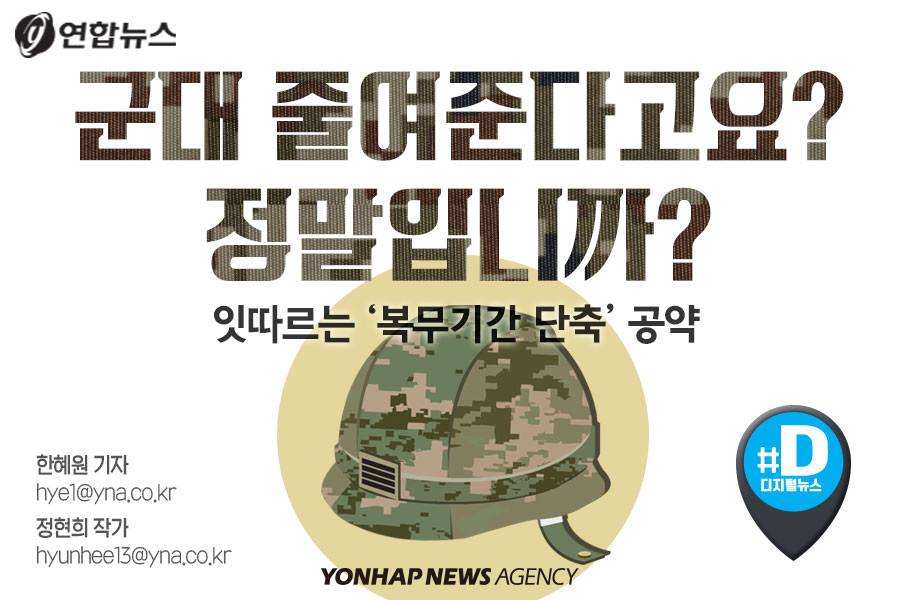 연합뉴스
군대 줄여준다고요?
정말입니까?
잇따르는 ‘복무기간 단축’ 공약
한혜원 기자
hye1@yna.co.kr
정현희 작가
hyunhee13@yna.co.kr
#D
디지털뉴스
YONHAP NEWS AGENCY